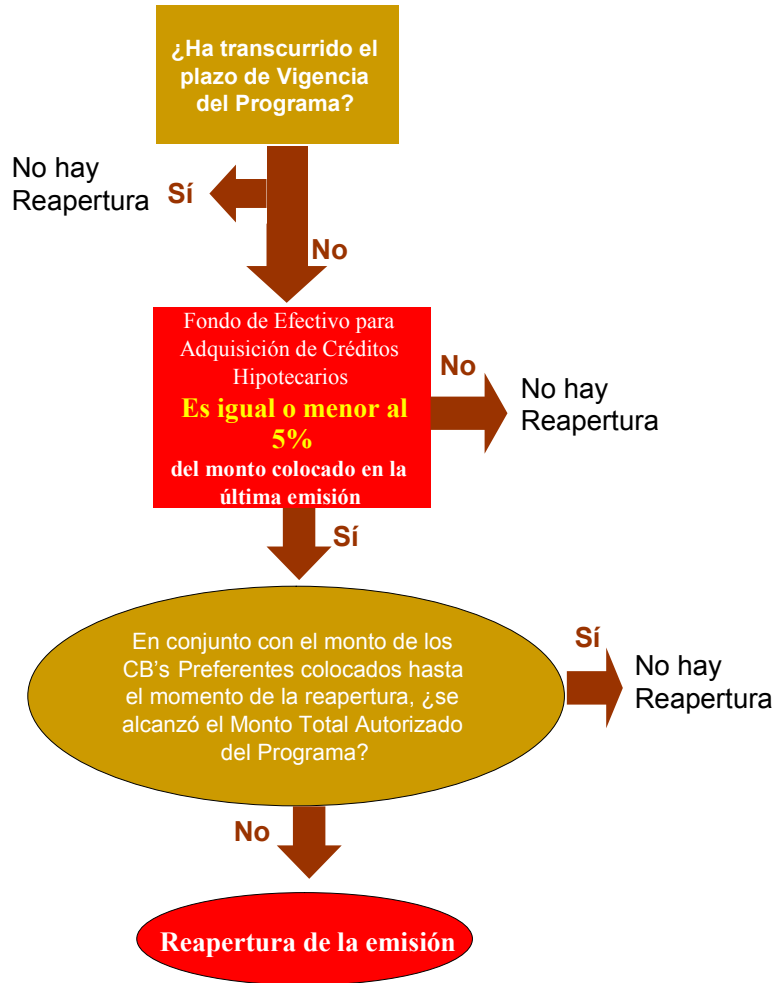 ¿Ha transcurrido el
plazo de Vigencia
del Programa?
No hay
Reapertura
Sí
No
Fondo de Efectivo para
Adquisición de Créditos
Hipotecarios
Es igual o menor al
5%
del monto colocado en la
última emisión
No
No hay
Reapertura
Sí
En conjunto con el monto de los
CB's Preferentes colocados hasta
el momento de la reapertura, ¿se
alcanzó el Monto Total Autorizado
del Programa?
Sí
No hay
Reapertura
No
Reapertura de la emisión